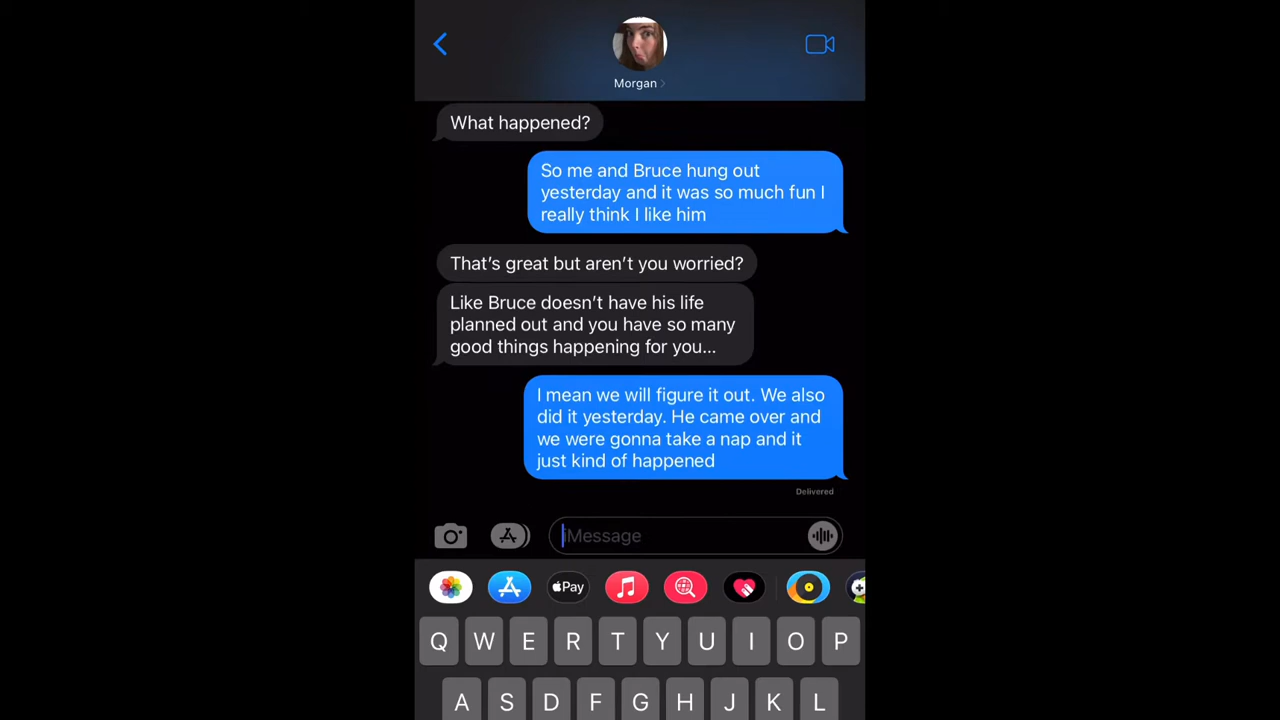 Morgan
What happened?
So me and Bruce hung out
yesterday and it was so much fun I
really think I like him
That's great but aren't you worried?
Like Bruce doesn't have his life
planned out and you have so many
good things happening for you...
I mean we will figure it out. We also
did it yesterday. He came over and
we were gonna take a nap and it
just kind of happened
Delivered
iMessage
Pay
Q W E R T Y U I O P
A S D F G H J K L